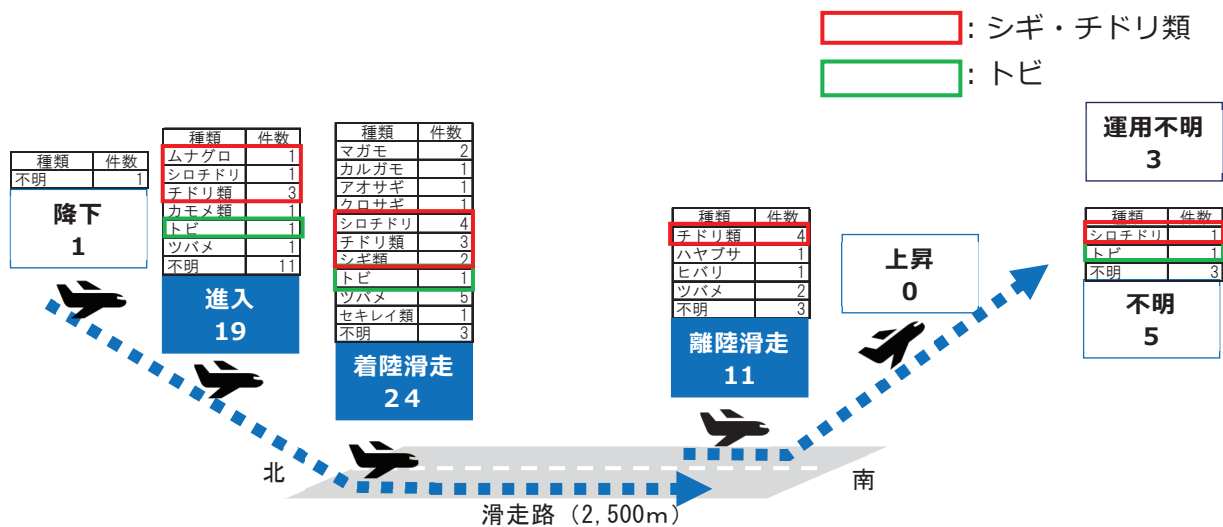 : シギ・チドリ類
: トビ
種類 件数
不明 1
降下
1
種類 件数
ムナグロ 1
シロチドリ 1
チドリ類 3
カモメ類 1
トビ 1
ツバメ 1
不明 11
進入
19
種類 件数
マガモ 2
カルガモ 1
アオサギ 1
クロサギ 1
シロチドリ 4
チドリ類 3
シギ類 2
トビ 1
ツバメ 5
セキレイ類 1
不明 3
着陸滑走
24
種類 件数
チドリ類 4
ハヤブサ 1
ヒバリ 1
ツバメ 2
不明 3
離陸滑走
11
上昇
0
運用不明
3
種類 件数
シロチドリ 1
トビ 1
不明 3
不明
5
北
南
滑走路（2,500m）